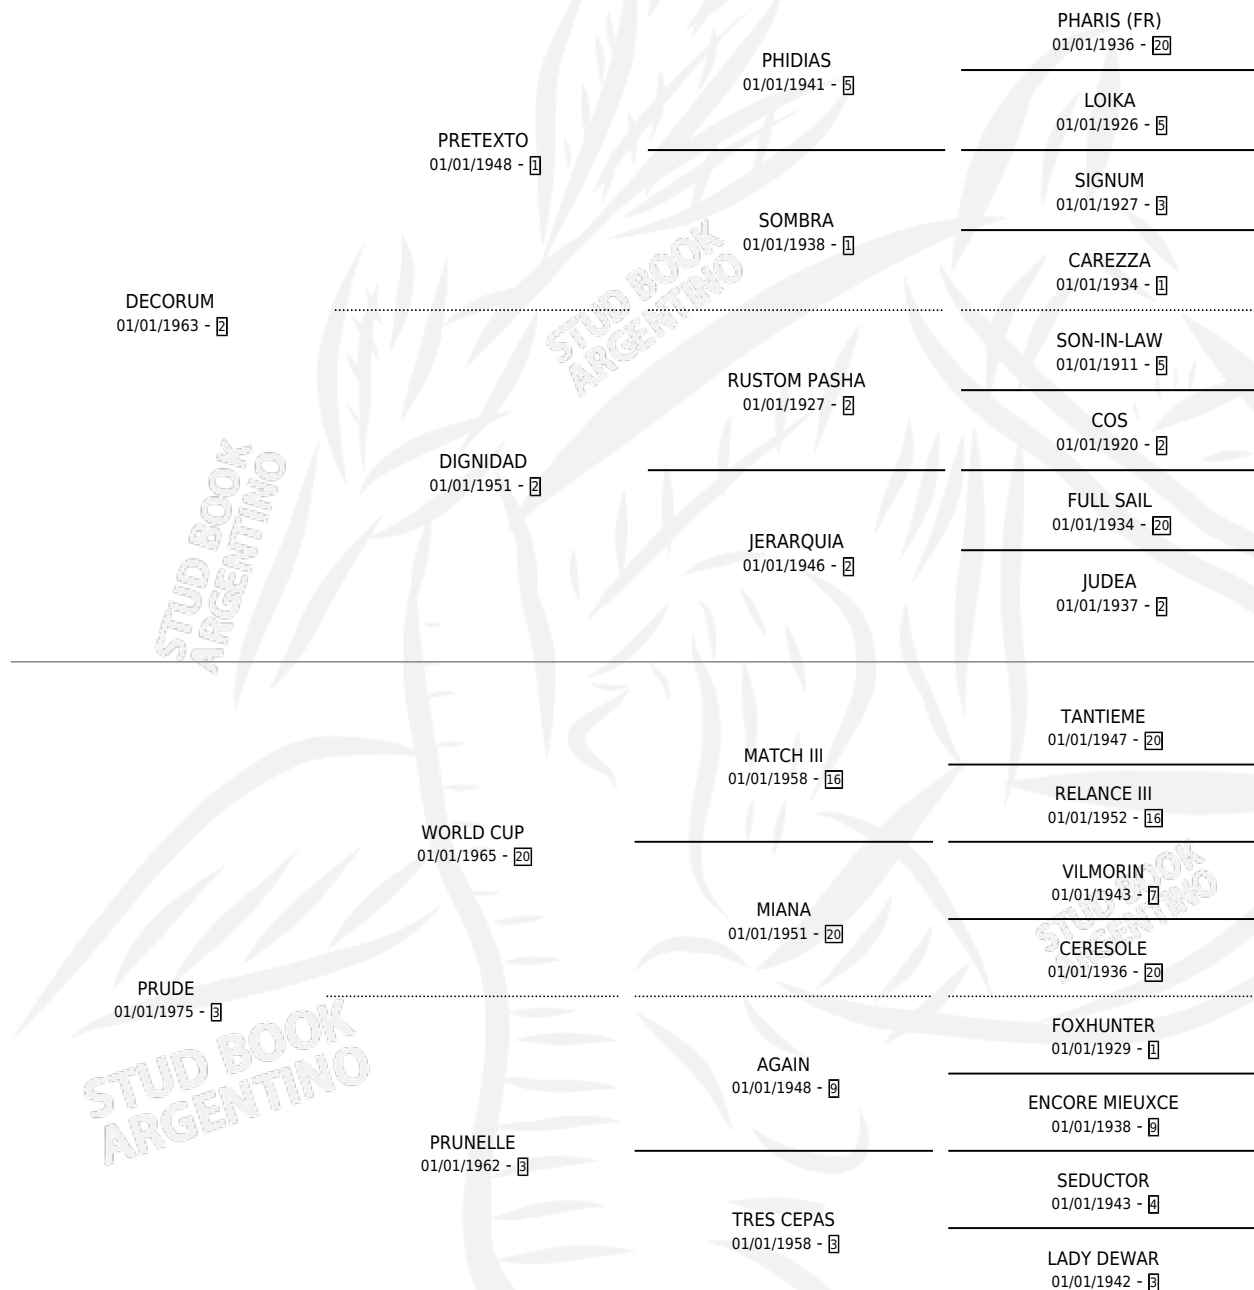 PHARIS (FR)
01/01/1936 - 20
PHIDIAS
01/01/1941 - 5
LOIKA
01/01/1926 - 5
PRETEXTO
01/01/1948 - 1
SIGNUM
01/01/1927 - 3
SOMBRA
01/01/1938 - 1
CAREZZA
01/01/1934 - 1
DECORUM
01/01/1963 - 2
STUD BOOK
ARGENTINO
SON-IN-LAW
01/01/1911 - 5
RUSTOM PASHA
01/01/1927 - 2
COS
01/01/1920 - 2
DIGNIDAD
01/01/1951 - 2
FULL SAIL
01/01/1934 - 20
JERARQUIA
01/01/1946 - 2
JUDEA
01/01/1937 - 2
STUD BOOK
ARGENTINO
TANTIEME
01/01/1947 - 20
MATCH III
01/01/1958 - 16
RELANCE III
01/01/1952 - 16
WORLD CUP
01/01/1965 - 20
VILMORIN
01/01/1943 - 7
MIANA
01/01/1951 - 20
CERESOLE
01/01/1936 - 20
STUD BOOK
ARGENTINO
PRUDE
01/01/1975 - 3
FOXHUNTER
01/01/1929 - 1
AGAIN
01/01/1948 - 9
ENCORE MIEUXCE
01/01/1938 - 9
STUD BOOK
ARGENTINO
PRUNELLE
01/01/1962 - 3
SEDUCTOR
01/01/1943 - 4
TRES CEPAS
01/01/1958 - 3
LADY DEWAR
01/01/1942 - 3